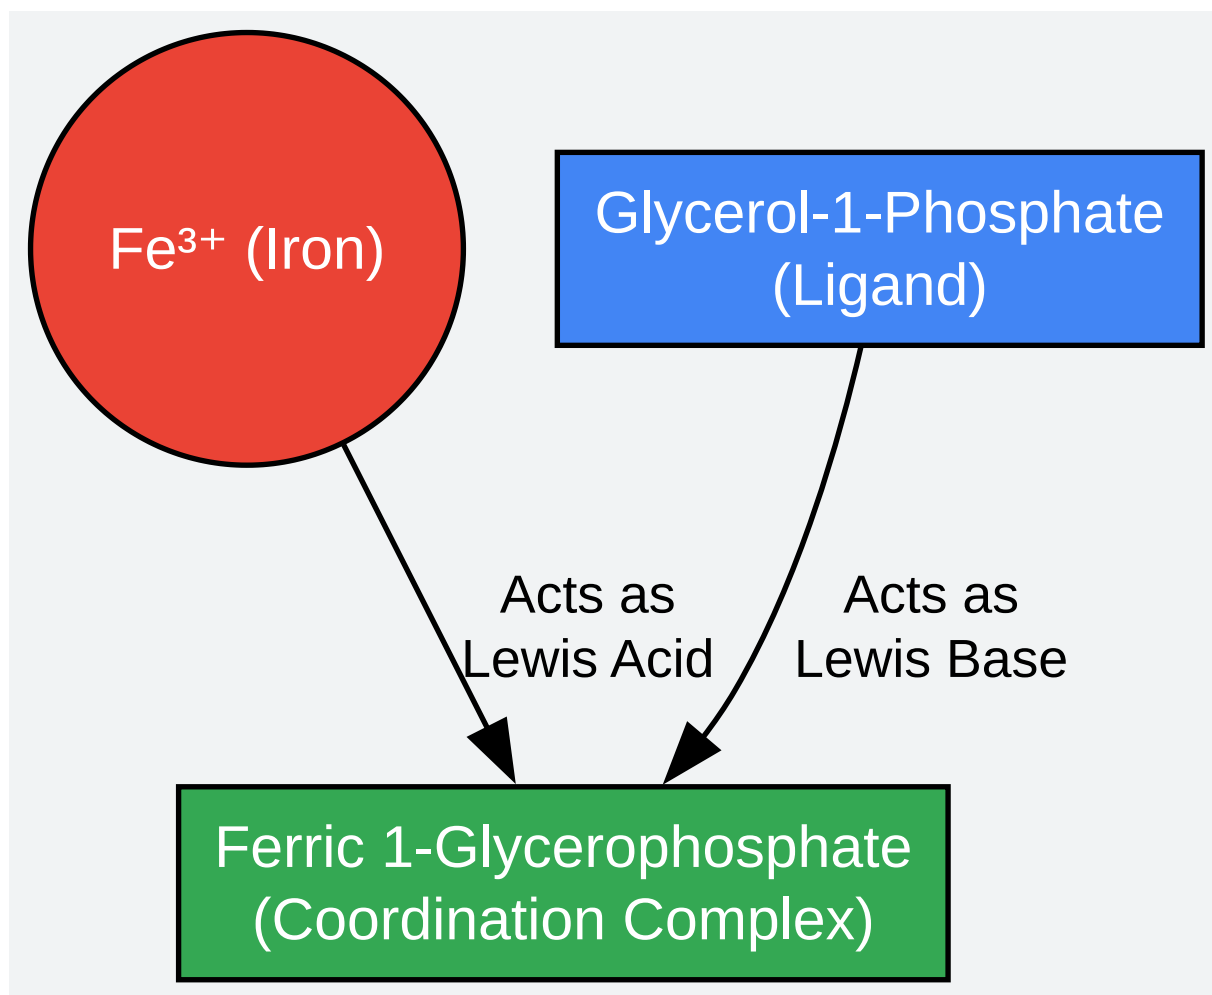 Fe³⁺ (Iron)
Glycerol-1-Phosphate
(Ligand)
Acts as
Lewis Acid
Acts as
Lewis Base
Ferric 1-Glycerophosphate
(Coordination Complex)